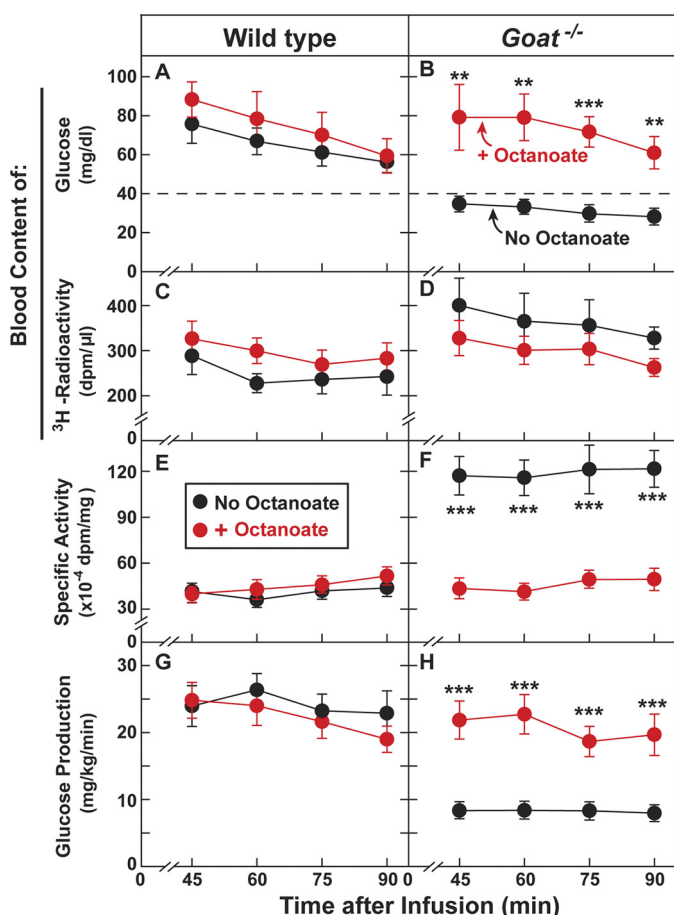 Wild type
Goat -/-
Blood Content of:
Glucose
(mg/dl)
100
80
60
40
20
0
A
B
** ** *** **
+ Octanoate
No Octanoate
³H -Radioactivity
(dpm/µl)
400
300
200
0
C
D
Specific Activity
(x10⁻⁴ dpm/mg)
120
90
60
30
0
E
No Octanoate
+ Octanoate
F
*** *** *** ***
Glucose Production
(mg/kg/min)
30
20
10
0
G
H
*** *** *** ***
0 45 60 75 90 0 45 60 75 90
Time after Infusion (min)